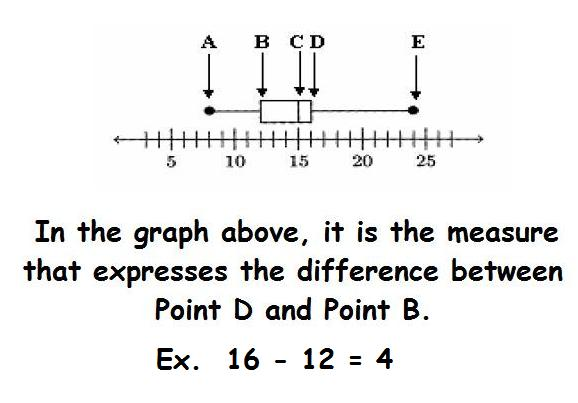 A B C D E
5 10 15 20 25
In the graph above, it is the measure
that expresses the difference between
Point D and Point B.
Ex. 16 - 12 = 4